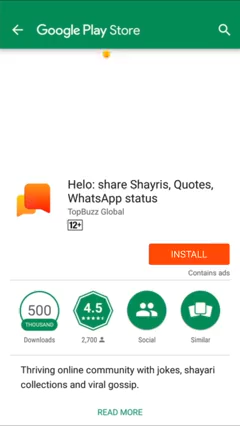 Google Play Store
Helo: share Shayris, Quotes,
WhatsApp status
TopBuzz Global
12+
INSTALL
Contains ads
500
THOUSAND
Downloads
4.5
2,700
Social
Similar
Thriving online community with jokes, shayari
collections and viral gossip.
READ MORE